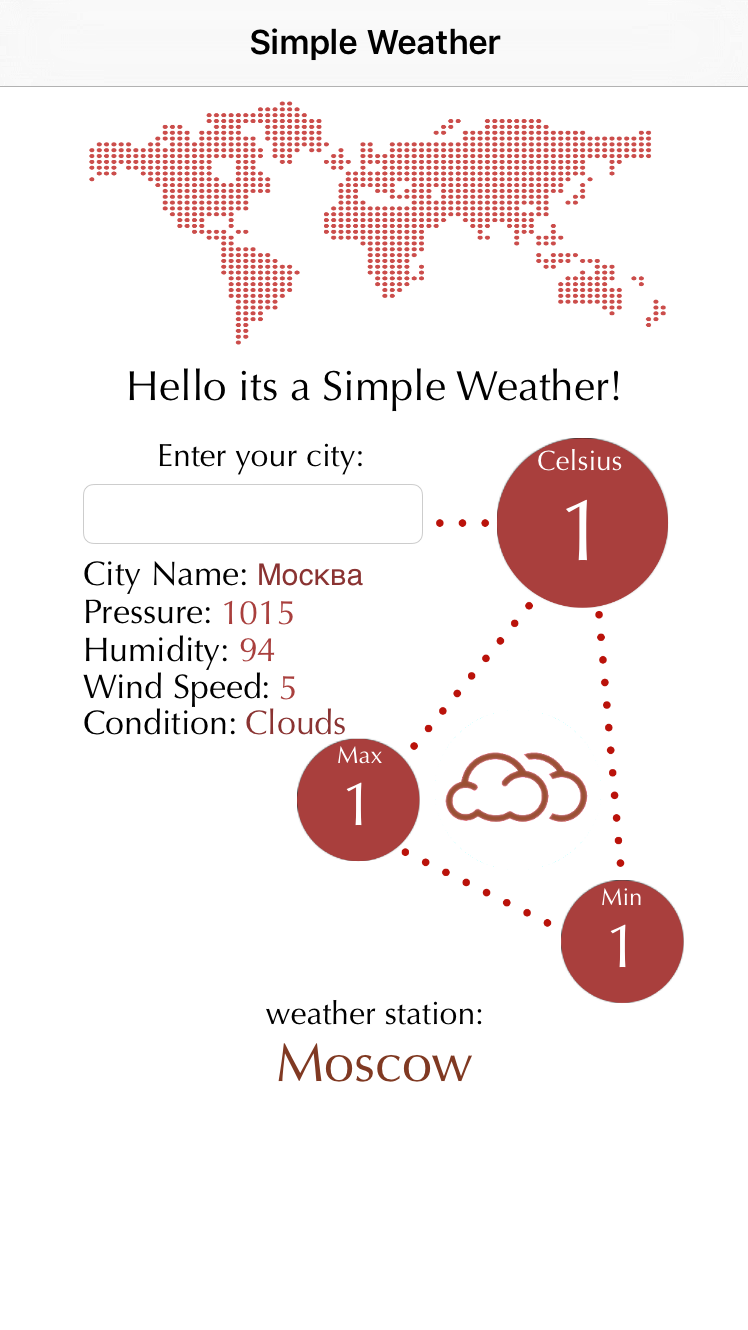 Simple Weather
Hello its a Simple Weather!
Enter your city:
Celsius
1
City Name: Москва
Pressure: 1015
Humidity: 94
Wind Speed: 5
Condition: Clouds
Max
1
Min
1
weather station:
Moscow